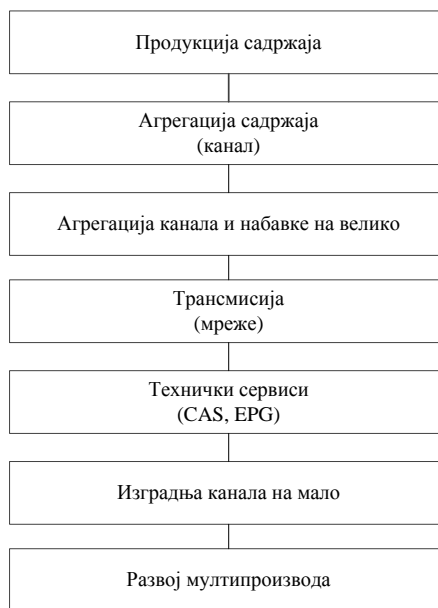 Продукција садржаја
Агрегација садржаја
(канал)
Агрегација канала и набавке на велико
Трансмисија
(мреже)
Технички сервиси
(CAS, EPG)
Изградња канала на мало
Развој мултипроизвода